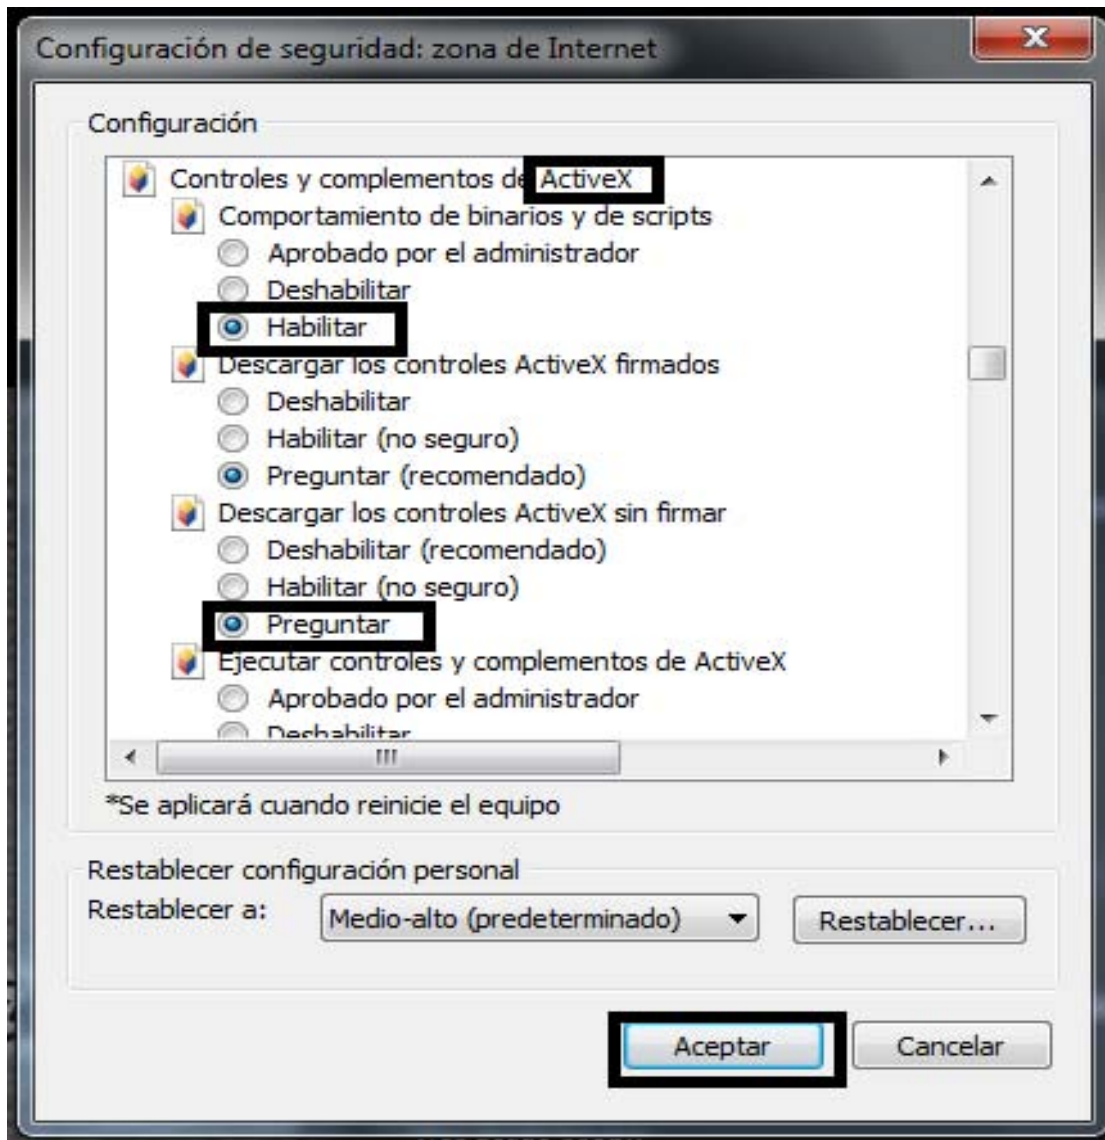 Configuración de seguridad: zona de Internet
Configuración
Controles y complementos de ActiveX
Comportamiento de binarios y de scripts
Aprobado por el administrador
Deshabilitar
Habilitar
Descargar los controles ActiveX firmados
Deshabilitar
Habilitar (no seguro)
Preguntar (recomendado)
Descargar los controles ActiveX sin firmar
Deshabilitar (recomendado)
Habilitar (no seguro)
Preguntar
Ejecutar controles y complementos de ActiveX
Aprobado por el administrador
Deshabilitar
*Se aplicará cuando reinicie el equipo
Restablecer configuración personal
Restablecer a: Medio-alto (predeterminado) Restablecer...
Aceptar Cancelar